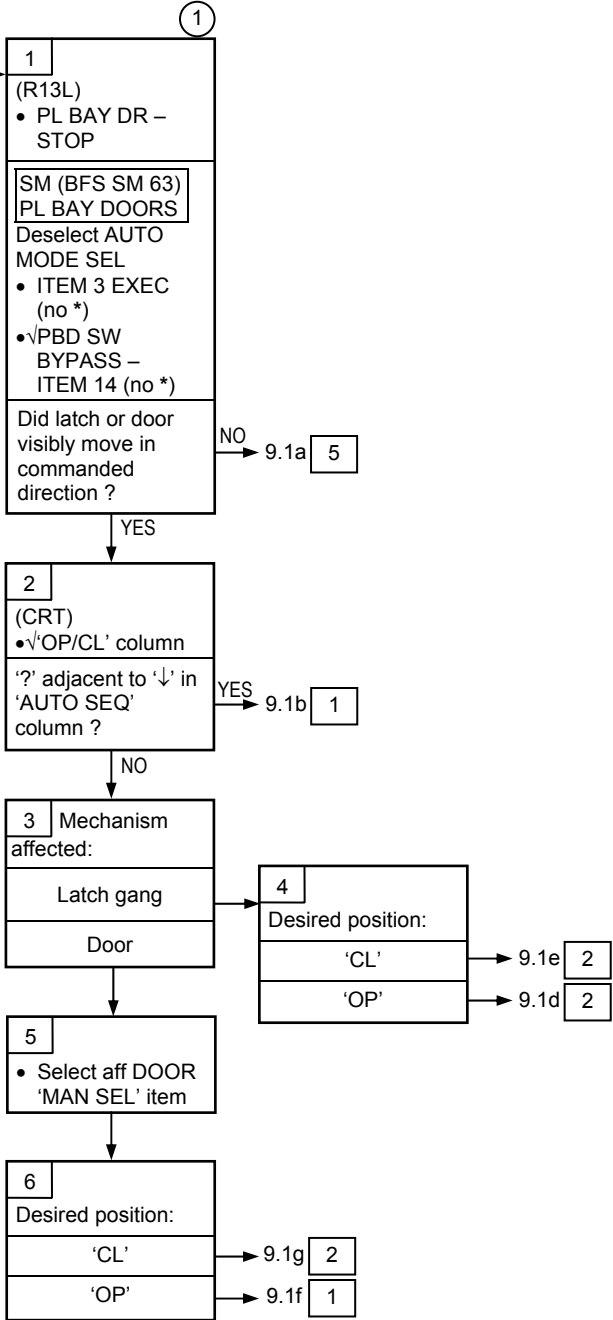 1
1
(R13L)
• PL BAY DR –
STOP
SM (BFS SM 63)
PL BAY DOORS
Deselect AUTO
MODE SEL
• ITEM 3 EXEC
(no *)
•√PBD SW
BYPASS –
ITEM 14 (no *)
Did latch or door
visibly move in
commanded
direction ?
NO
9.1a 5
YES
2
(CRT)
•√‘OP/CL’ column
‘?’ adjacent to ‘↓’ in
‘AUTO SEQ’
column ?
YES
9.1b 1
NO
3 Mechanism
affected:
Latch gang
Door
4
Desired position:
‘CL’
9.1e 2
‘OP’
9.1d 2
5
• Select aff DOOR
‘MAN SEL’ item
6
Desired position:
‘CL’
9.1g 2
‘OP’
9.1f 1